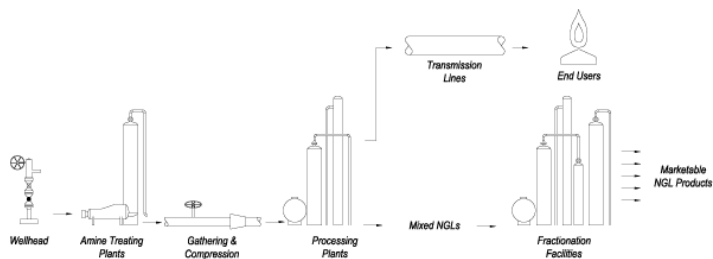 Transmission
Lines
End Users
Marketable
NGL Products
Wellhead
Amine Treating
Plants
Gathering &
Compression
Processing
Plants
Mixed NGLs
Fractionation
Facilities